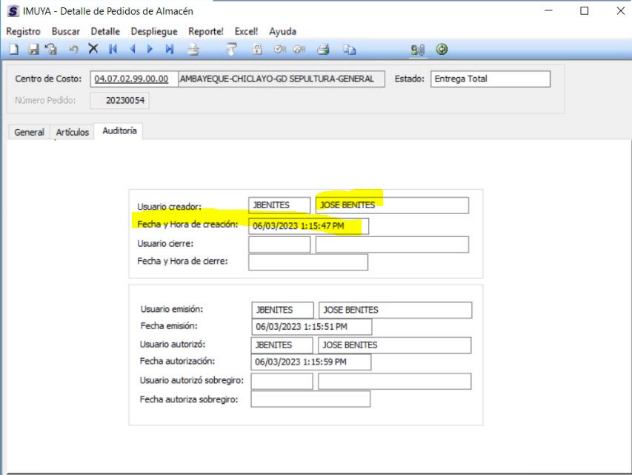 IMUYA - Detalle de Pedidos de Almacén
Registro Buscar Detalle Despliegue Reporte! Excel! Ayuda
Centro de Costo: 04.07.02.99.00.00 AMBAYEQUE-CHICLAYO-GD SEPULTURA-GENERAL Estado: Entrega Total
Número Pedido: 20230054
General Artículos Auditoría
Usuario creador: JBENITES JOSE BENITES
Fecha y Hora de creación: 06/03/2023 1:15:47 PM
Usuario cierre:
Fecha y Hora de cierre:
Usuario emisión: JBENITES JOSE BENITES
Fecha emisión: 06/03/2023 1:15:51 PM
Usuario autorizó: JBENITES JOSE BENITES
Fecha autorización: 06/03/2023 1:15:59 PM
Usuario autorizó sobregiro:
Fecha autoriza sobregiro: